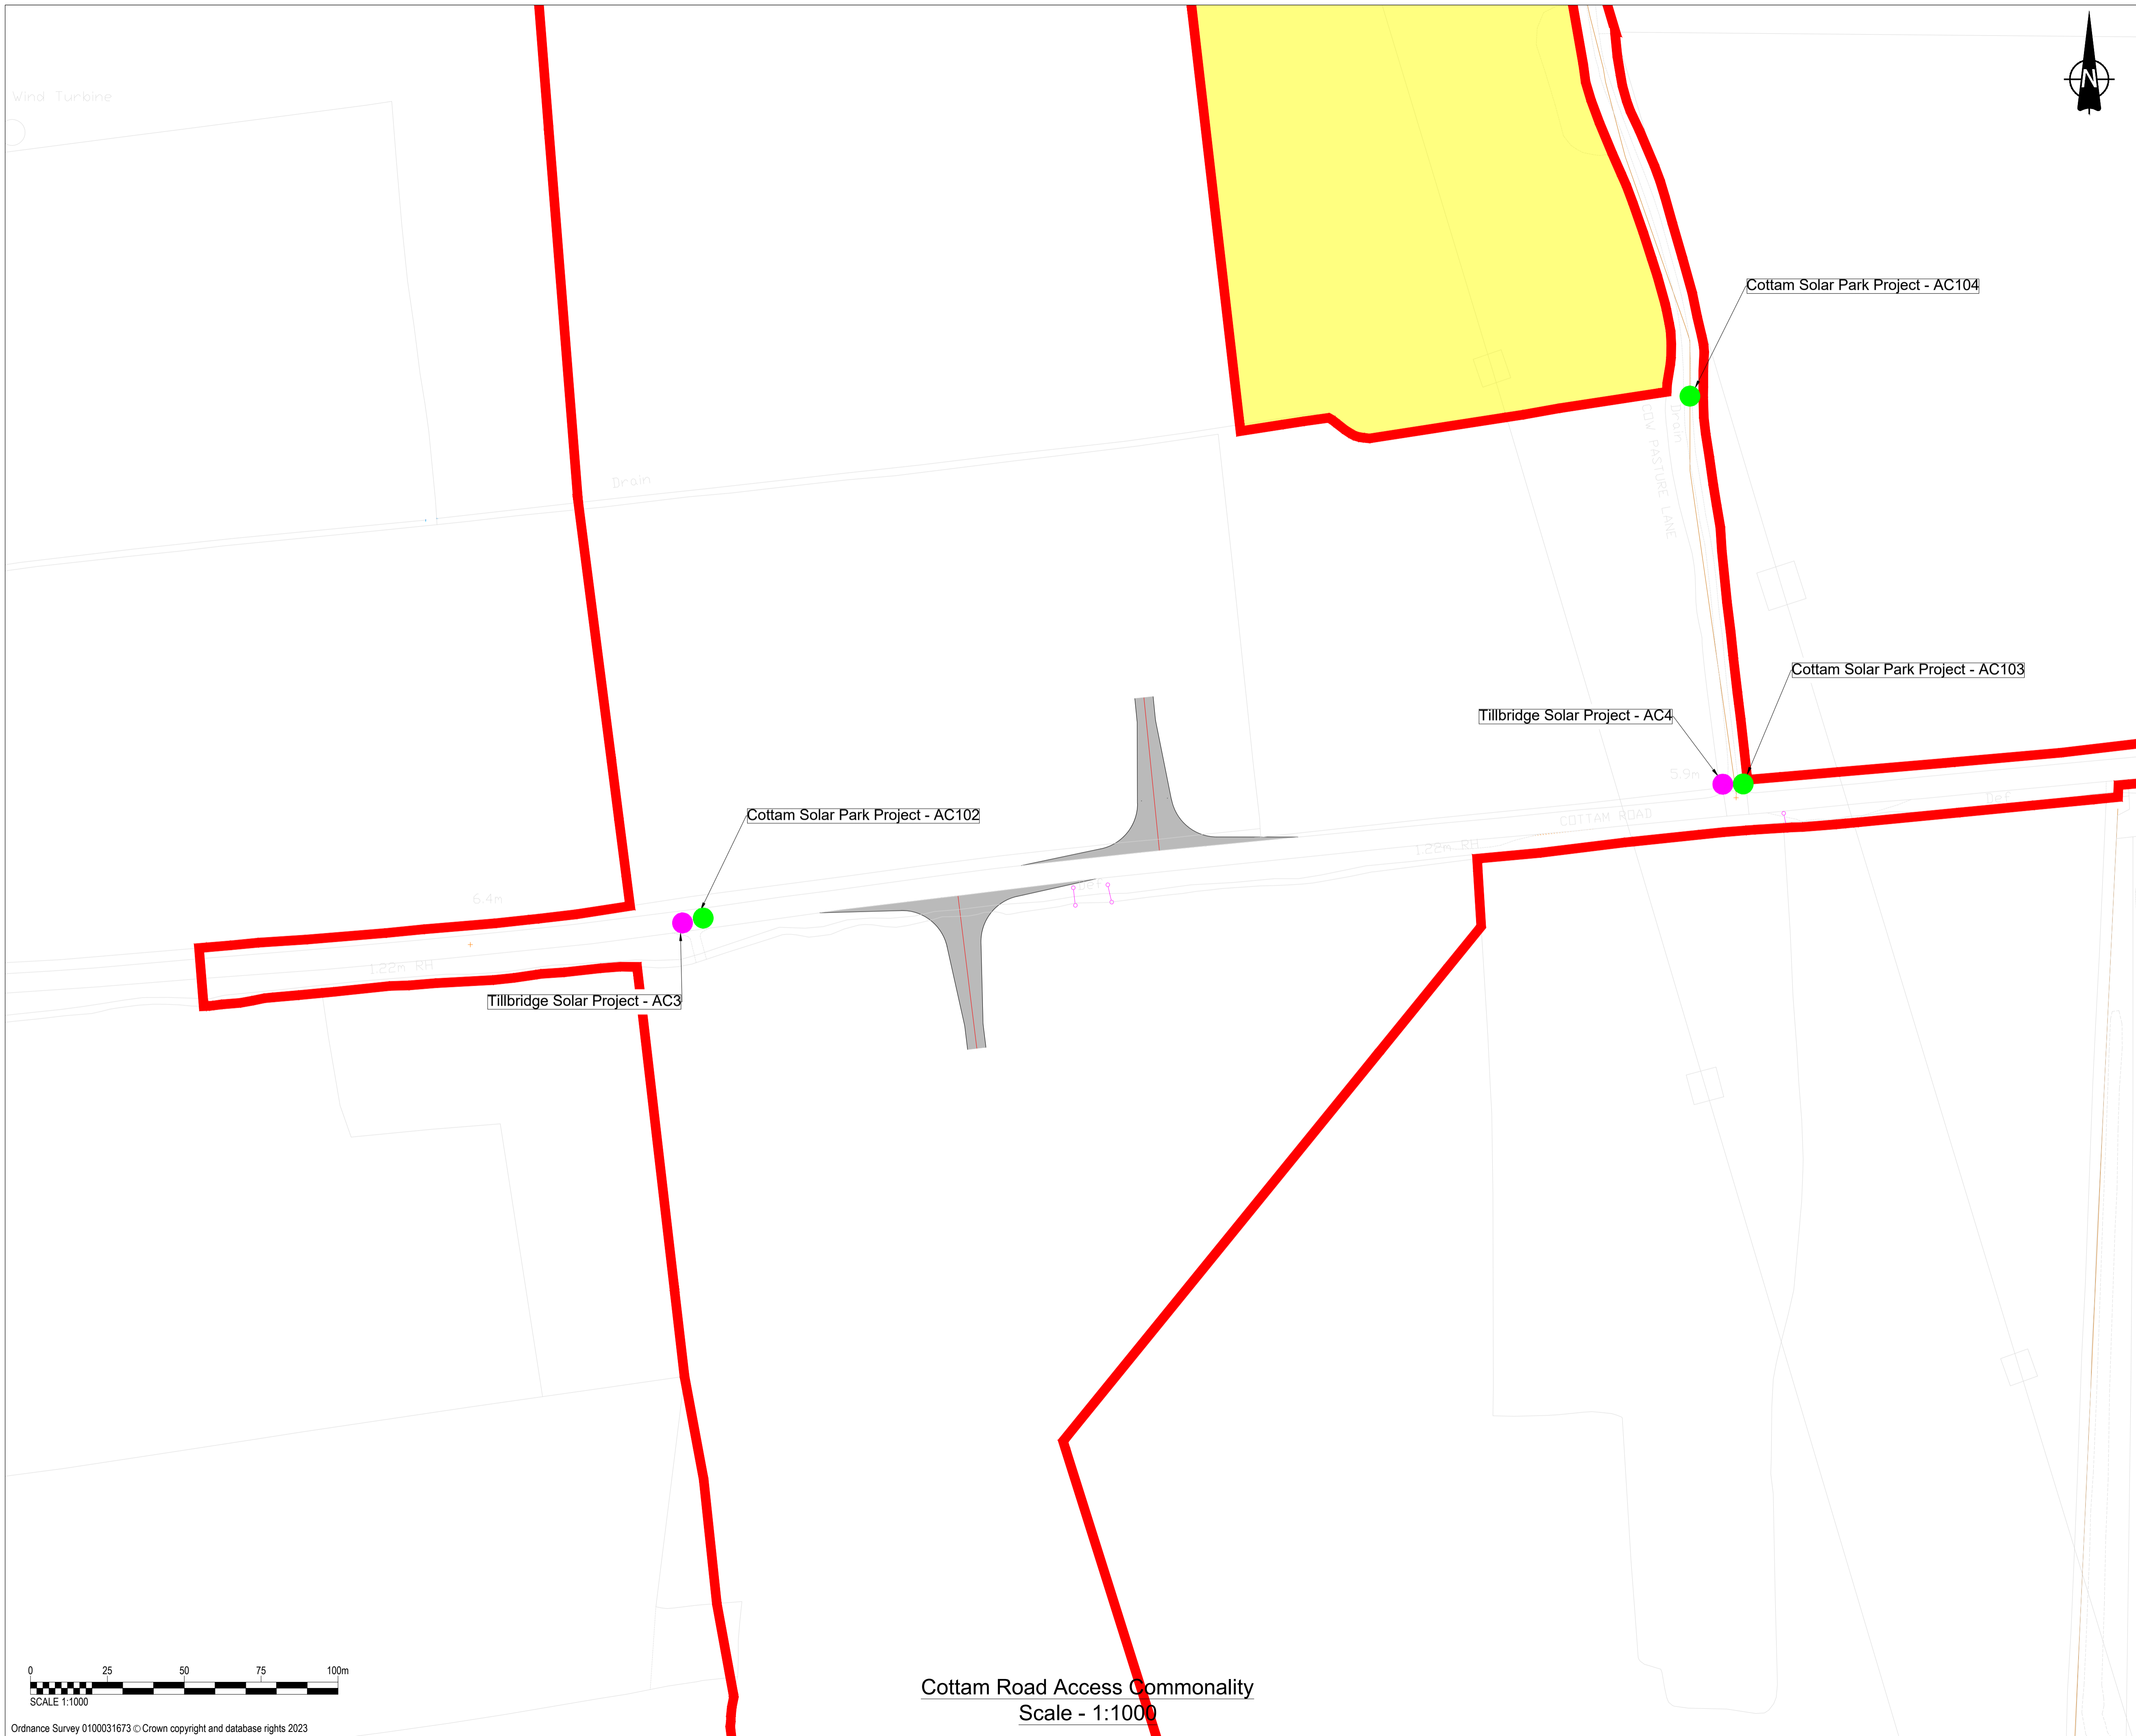 Wind Turbine
N
Cottam Solar Park Project - AC104
Drain
COW PASTURE LANE
Drain
Cottam Solar Park Project - AC103
Tillbridge Solar Project - AC4
5.9m
Def
COTTAM ROAD
Cottam Solar Park Project - AC102
1.22m RH
Def
6.4m
1.22m RH
Tillbridge Solar Project - AC3
0 25 50 75 100m
SCALE 1:1000
Cottam Road Access Commonality
Scale - 1:1000
Ordnance Survey 0100031673 © Crown copyright and database rights 2023